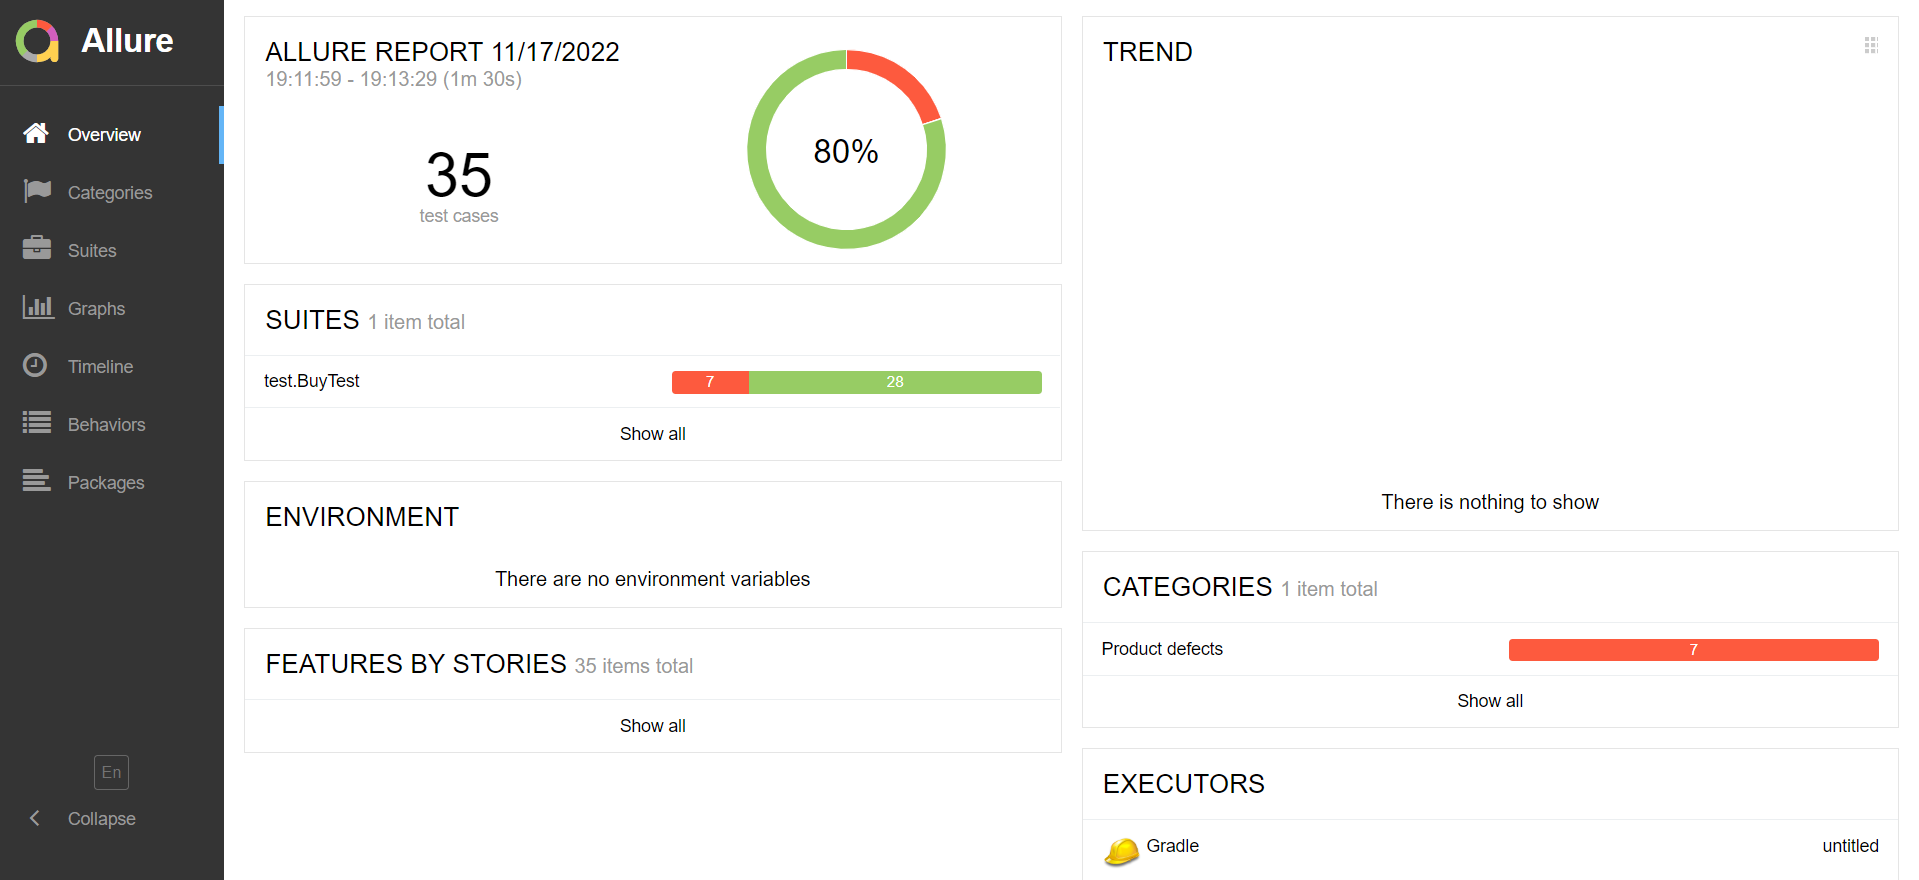 Allure
Overview
Categories
Suites
Graphs
Timeline
Behaviors
Packages
En
Collapse
ALLURE REPORT 11/17/2022
19:11:59 - 19:13:29 (1m 30s)
35
test cases
80%
SUITES 1 item total
test.BuyTest 7 28
Show all
ENVIRONMENT
There are no environment variables
FEATURES BY STORIES 35 items total
Show all
TREND
There is nothing to show
CATEGORIES 1 item total
Product defects 7
Show all
EXECUTORS
Gradle untitled